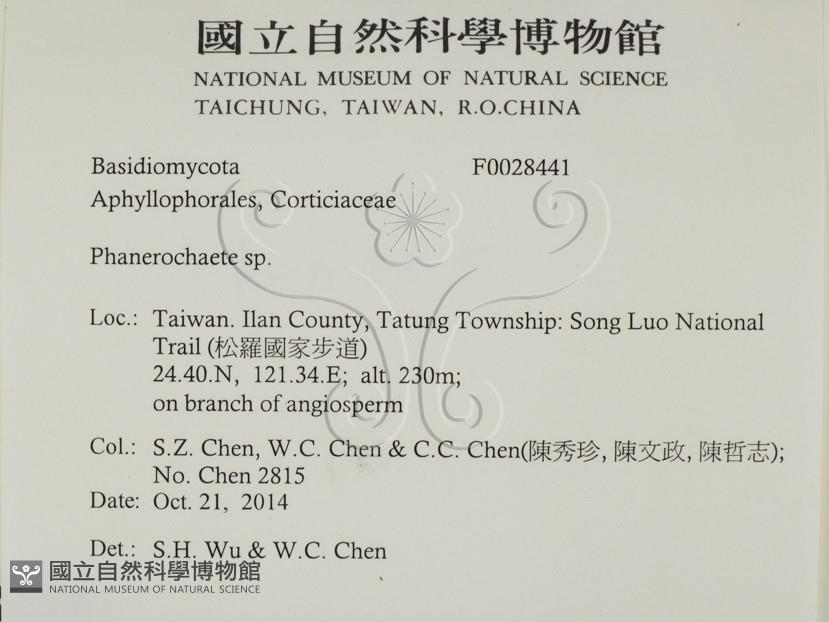 國立自然科學博物館
NATIONAL MUSEUM OF NATURAL SCIENCE
TAICHUNG, TAIWAN, R.O.CHINA
Basidiomycota F0028441
Aphyllophorales, Corticiaceae
Phanerochaete sp.
Loc.: Taiwan. Ilan County, Tatung Township: Song Luo National
Trail (松羅國家步道)
24.40.N, 121.34.E; alt. 230m;
on branch of angiosperm
Col.: S.Z. Chen, W.C. Chen & C.C. Chen(陳秀珍, 陳文政, 陳哲志);
No. Chen 2815
Date: Oct. 21, 2014
Det.: S.H. Wu & W.C. Chen
國立自然科學博物館
NATIONAL MUSEUM OF NATURAL SCIENCE